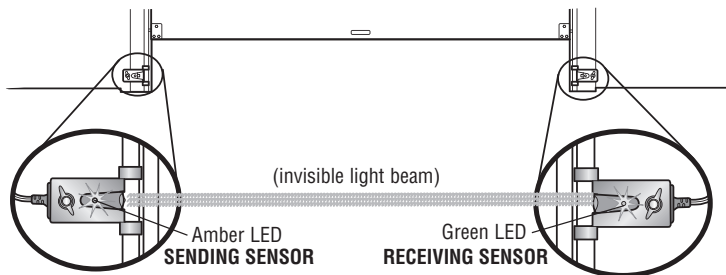 (invisible light beam)
Amber LED
SENDING SENSOR
Green LED
RECEIVING SENSOR